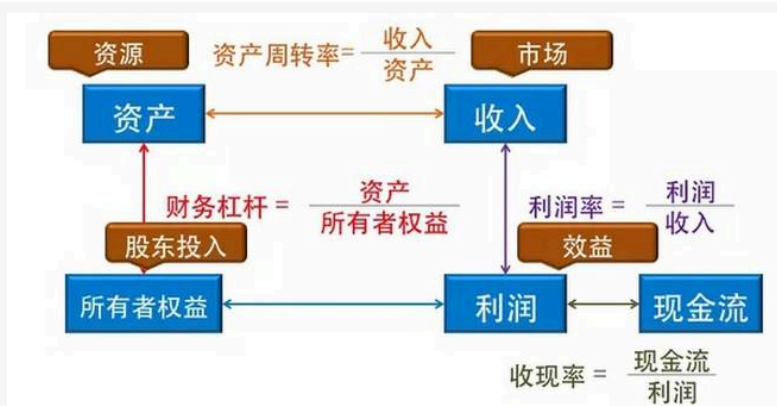 资源
资产周转率=收入/资产
市场
资产
收入
财务杠杆 = 资产/所有者权益
利润率 = 利润/收入
股东投入
效益
所有者权益
利润
现金流
收现率 = 现金流/利润